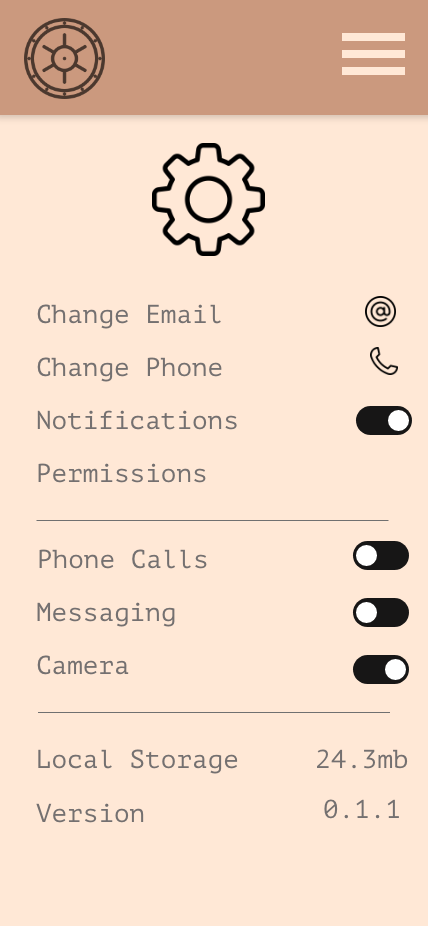 Change Email
Change Phone
Notifications
Permissions
Phone Calls
Messaging
Camera
Local Storage 24.3mb
Version 0.1.1